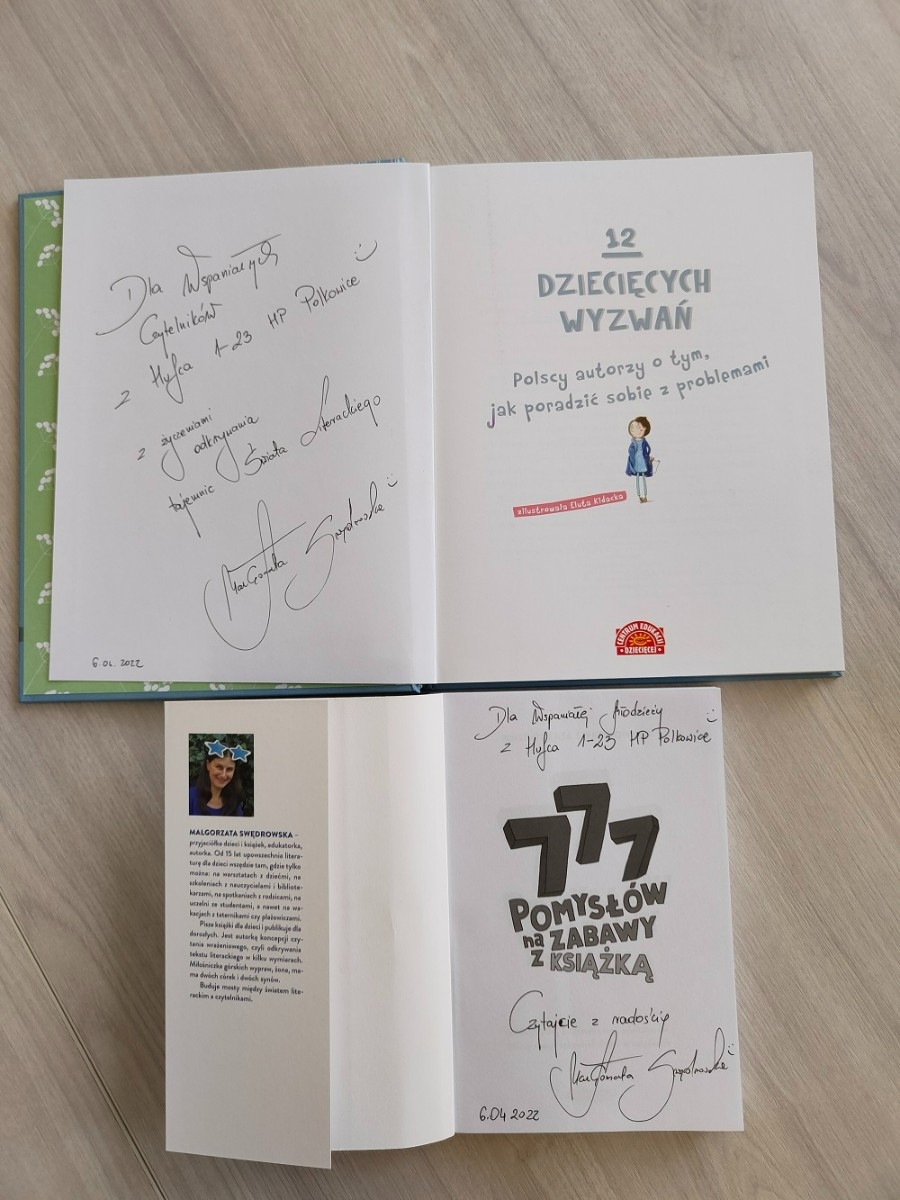 Dla Wspaniałych
Czytelników
z Hufca 1-23 HP Polkowice :)
z życzeniami
odkrywania
tajemnic Świata Literackiego
Małgorzata Swędrowska :)
6.04.2022
12
DZIECIĘCYCH
WYZWAŃ
Polscy autorzy o tym,
jak poradzić sobie z problemami
zilustrowała Eluta Kidacka
CENTRUM EDUKACJI
DZIECIĘCEJ
MAŁGORZATA SWĘDROWSKA –
przyjaciółka dzieci i książek, edukatorka,
autorka. Od 15 lat upowszechnia litera-
turę dla dzieci wszędzie tam, gdzie tylko
można: na warsztatach z dziećmi, na
szkoleniach z nauczycielami i bibliote-
karzami, na spotkaniach z rodzicami, na
uczelni ze studentami, a nawet na wa-
kacjach z taternikami czy plażowiczami.
Pisze książki dla dzieci i publikuje dla
dorosłych. Jest autorką koncepcji czy-
tania wrażeniowego, czyli odkrywania
tekstu literackiego w kilku wymiarach.
Miłośniczka górskich wypraw, żona, ma-
ma dwóch córek i dwóch synów.
Buduje mosty między światem lite-
rackim a czytelnikami.
Dla Wspaniałej Młodzieży :)
z Hufca 1-23 HP Polkowice
777
POMYSŁÓW
na ZABAWY
z KSIĄŻKĄ
Czytajcie z radością
Małgorzata Swędrowska :)
6.04.2022